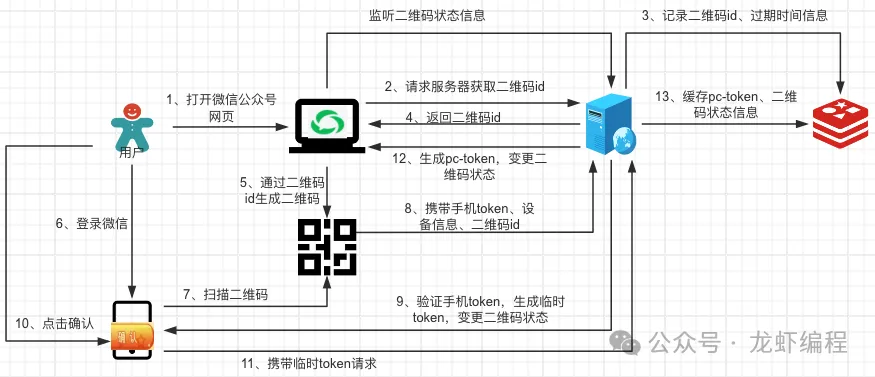 监听二维码状态信息
3、记录二维码id、过期时间信息
1、打开微信公众号
网页
2、请求服务器获取二维码id
4、返回二维码id
13、缓存pc-token、二维
码状态信息
用户
12、生成pc-token，变更二
维码状态
5、通过二维码
id生成二维码
6、登录微信
8、携带手机token、设
备信息、二维码id
7、扫描二维码
9、验证手机token，生成临时
token，变更二维码状态
10、点击确认
确认
11、携带临时token请求
公众号 · 龙虾编程